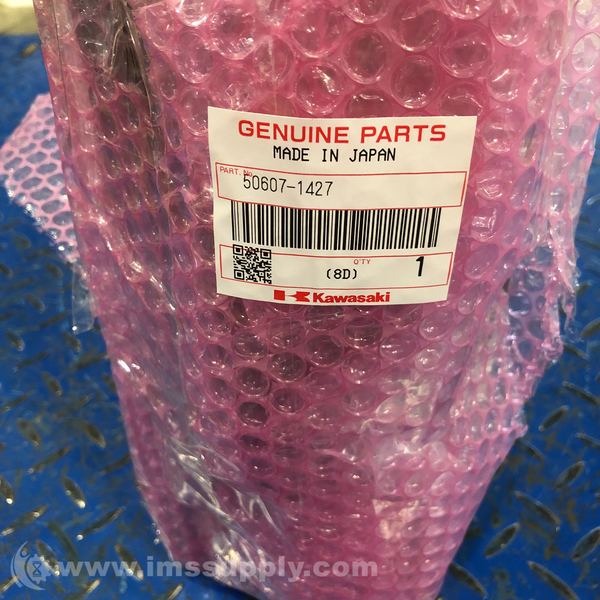 GENUINE PARTS
MADE IN JAPAN
PART. No.
50607-1427
Q'TY
(8D) 1
Kawasaki
www.imssupply.com